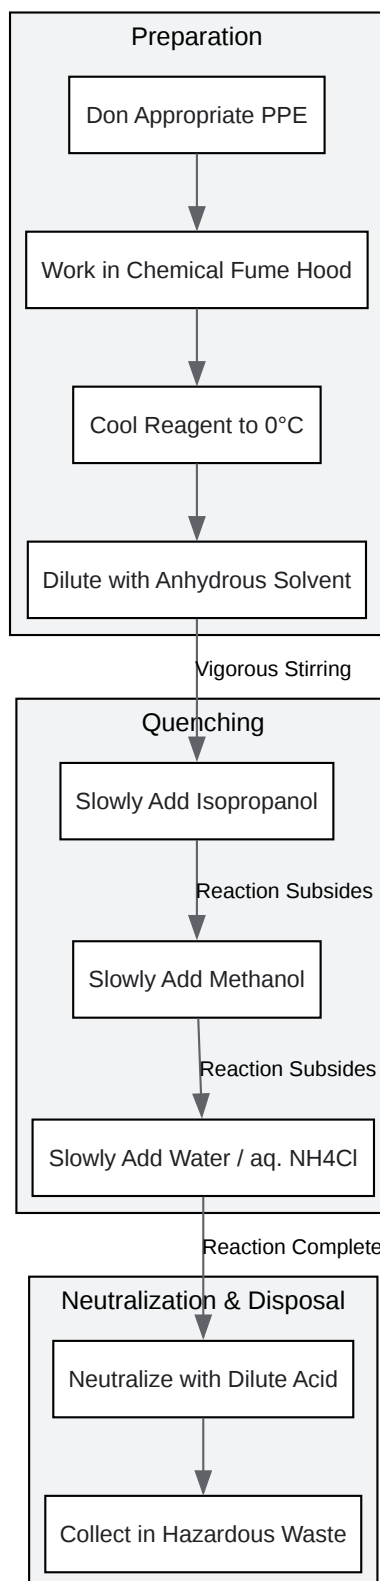 Preparation
Don Appropriate PPE
Work in Chemical Fume Hood
Cool Reagent to 0°C
Dilute with Anhydrous Solvent
Vigorous Stirring
Quenching
Slowly Add Isopropanol
Reaction Subsides
Slowly Add Methanol
Reaction Subsides
Slowly Add Water / aq. NH4Cl
Reaction Complete
Neutralization & Disposal
Neutralize with Dilute Acid
Collect in Hazardous Waste